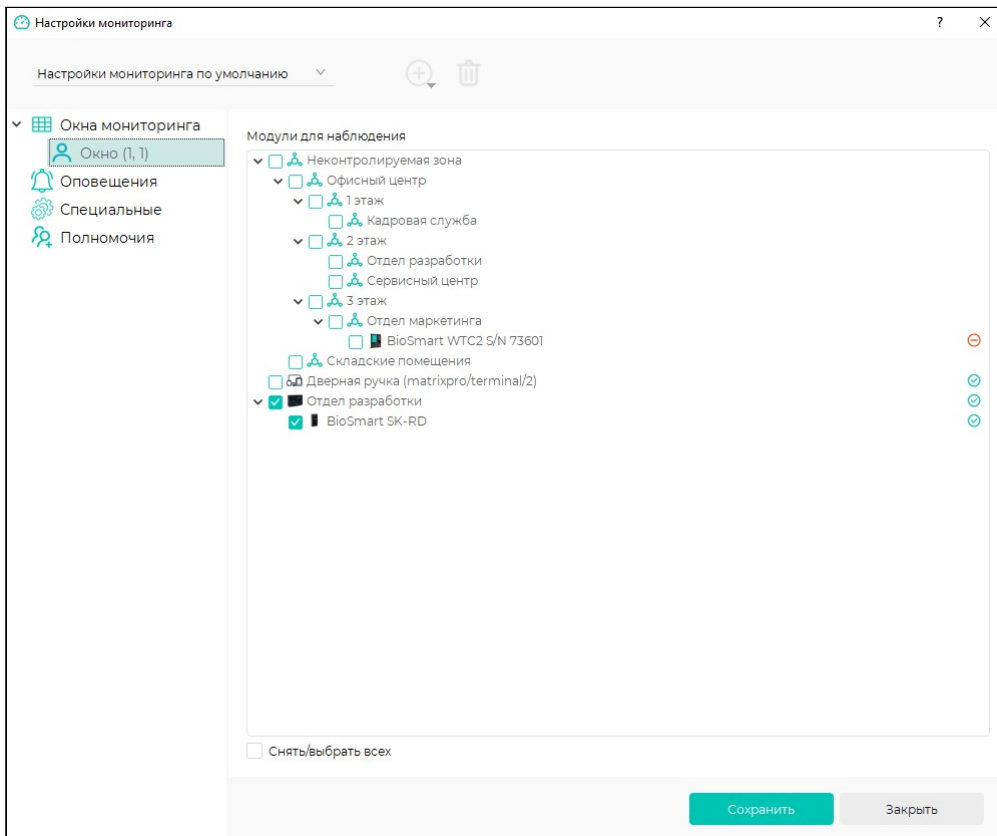 Настройки мониторинга
?
Настройки мониторинга по умолчанию
Окна мониторинга
Окно (1, 1)
Оповещения
Специальные
Полномочия
Модули для наблюдения
Неконтролируемая зона
Офисный центр
1 этаж
Кадровая служба
2 этаж
Отдел разработки
Сервисный центр
3 этаж
Отдел маркетинга
BioSmart WTC2 S/N 73601
Складские помещения
Дверная ручка (matrixpro/terminal/2)
Отдел разработки
BioSmart SK-RD
Снять/выбрать всех
Сохранить
Закрыть